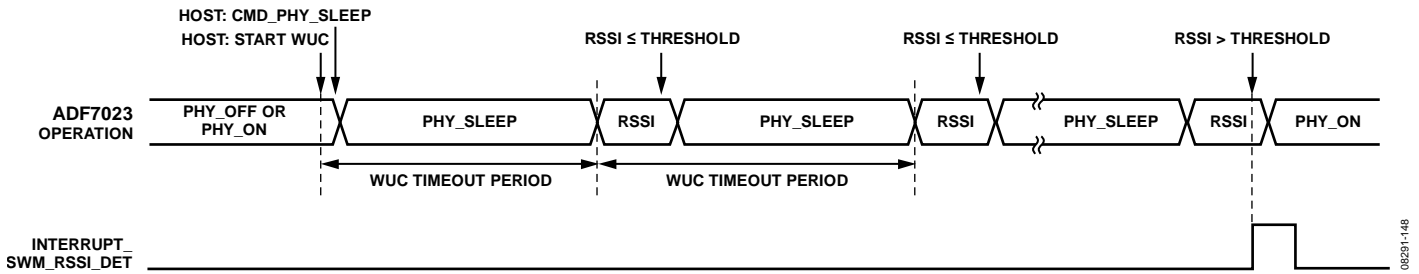 HOST: CMD_PHY_SLEEP
HOST: START WUC
RSSI ≤ THRESHOLD
RSSI ≤ THRESHOLD
RSSI > THRESHOLD
ADF7023
OPERATION
PHY_OFF OR
PHY_ON
PHY_SLEEP
RSSI
PHY_SLEEP
RSSI
PHY_SLEEP
RSSI
PHY_ON
WUC TIMEOUT PERIOD
WUC TIMEOUT PERIOD
INTERRUPT_
SWM_RSSI_DET
08291-148